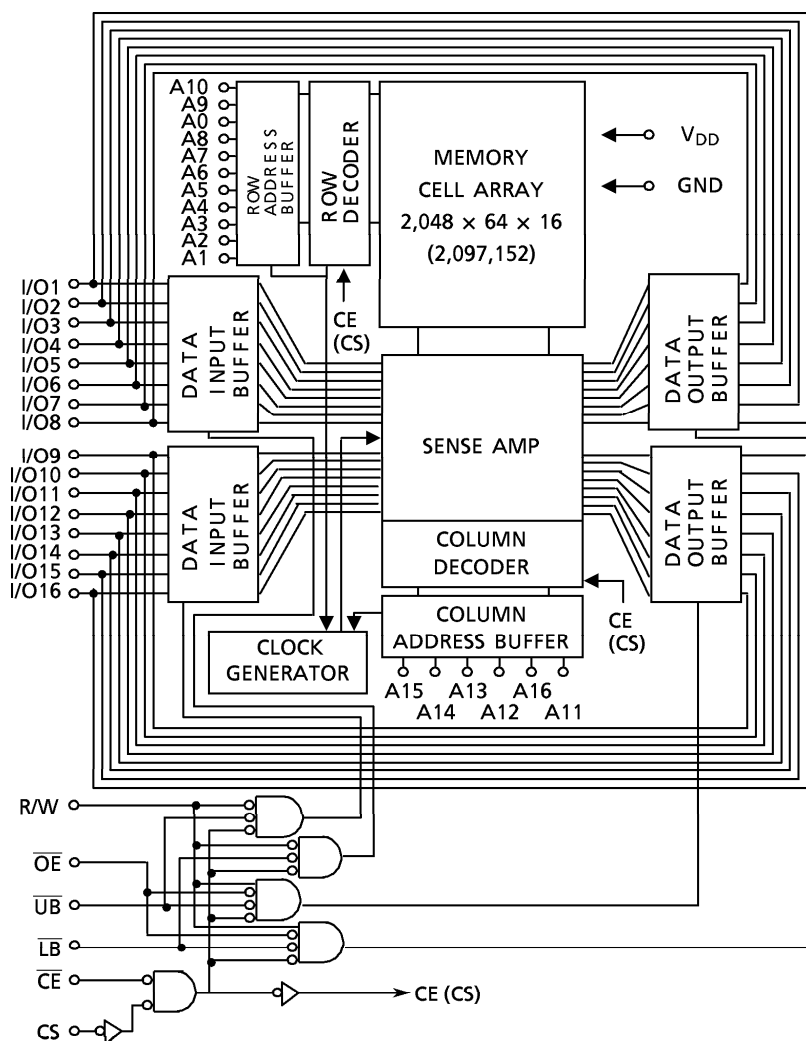 A10
A9
A0
A8
A7
A6
A5
A4
A3
A2
A1
ROW
ADDRESS
BUFFER
ROW
DECODER
MEMORY
CELL ARRAY
2,048 × 64 × 16
(2,097,152)
VDD
GND
CE
(CS)
I/O1
I/O2
I/O3
I/O4
I/O5
I/O6
I/O7
I/O8
DATA
INPUT
BUFFER
DATA
OUTPUT
BUFFER
SENSE AMP
I/O9
I/O10
I/O11
I/O12
I/O13
I/O14
I/O15
I/O16
DATA
INPUT
BUFFER
DATA
OUTPUT
BUFFER
COLUMN
DECODER
CE
(CS)
COLUMN
ADDRESS BUFFER
CLOCK
GENERATOR
A15 A13 A16
A14 A12 A11
R/W
OE
UB
LB
CE
CS
CE (CS)